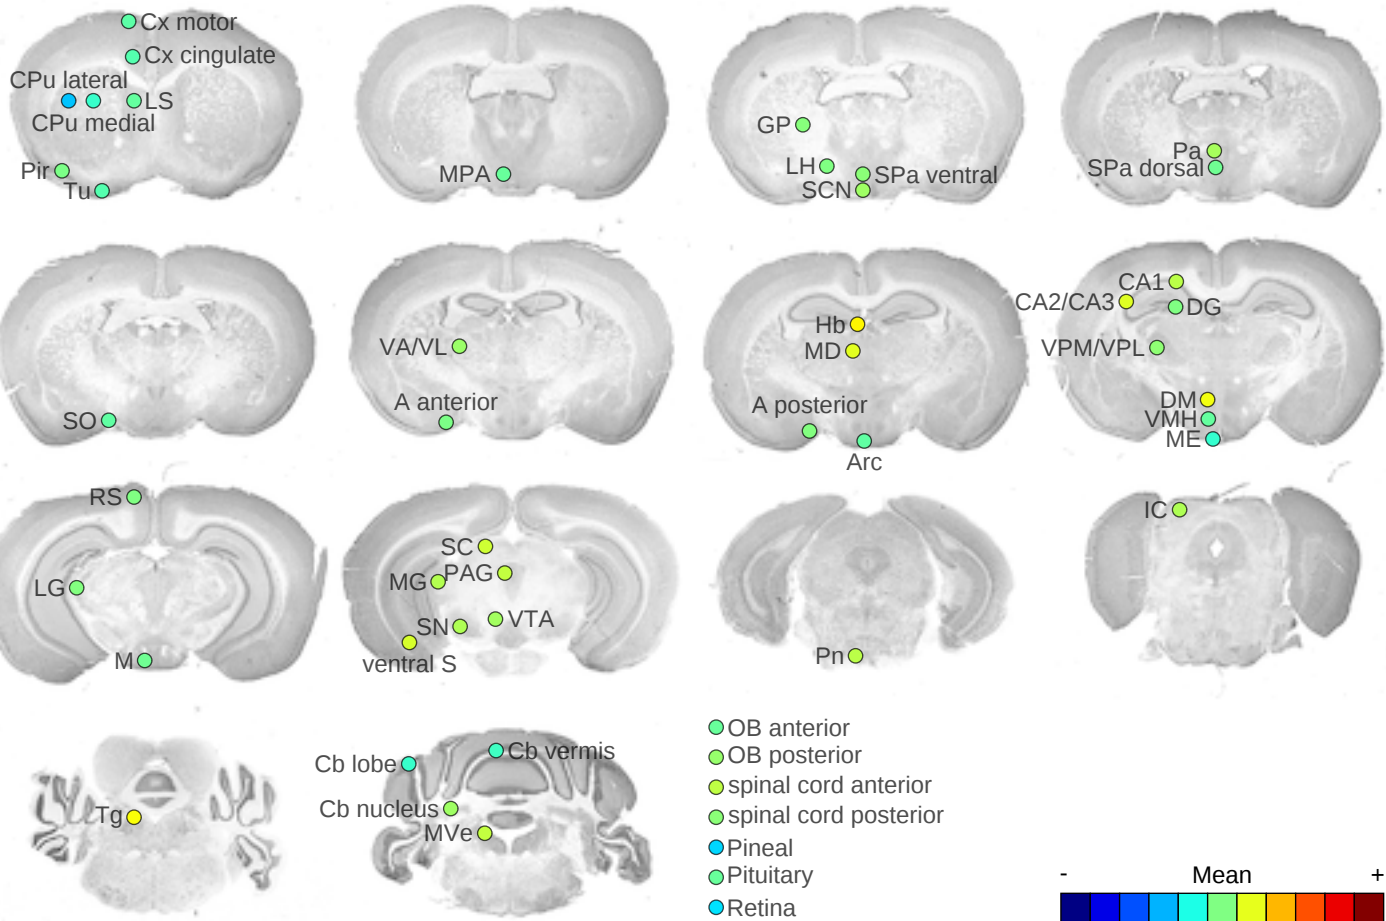 Cx motor
Cx cingulate
CPu lateral
LS
CPu medial
Pir
Tu
MPA
GP
LH
SPa ventral
SCN
Pa
SPa dorsal
SO
VA/VL
A anterior
Hb
MD
A posterior
Arc
CA1
CA2/CA3
DG
VPM/VPL
DM
VMH
ME
RS
LG
M
SC
PAG
MG
VTA
SN
ventral S
Pn
IC
Tg
Cb vermis
Cb lobe
Cb nucleus
MVe
OB anterior
OB posterior
spinal cord anterior
spinal cord posterior
Pineal
Pituitary
Retina
- Mean +